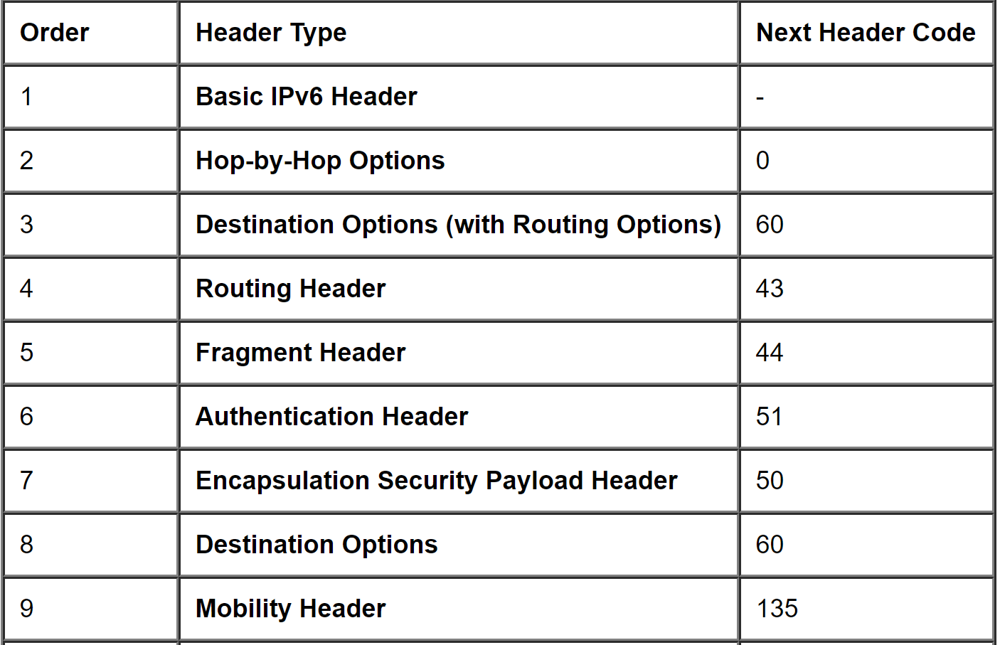 Order Header Type Next Header Code
1 Basic IPv6 Header -
2 Hop-by-Hop Options 0
3 Destination Options (with Routing Options) 60
4 Routing Header 43
5 Fragment Header 44
6 Authentication Header 51
7 Encapsulation Security Payload Header 50
8 Destination Options 60
9 Mobility Header 135